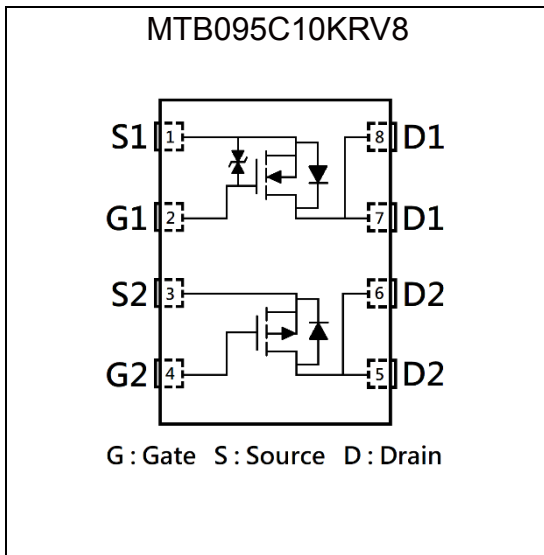 MTB095C10KRV8
S1 1 8 D1
G1 2 7 D1
S2 3 6 D2
G2 4 5 D2
G : Gate S : Source D : Drain